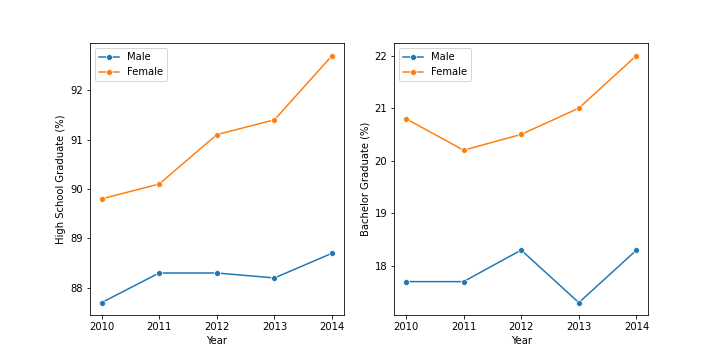 Male
Female
92
91
90
89
88
High School Graduate (%)
2010 2011 2012 2013 2014
Year
Male
Female
22
21
20
19
18
Bachelor Graduate (%)
2010 2011 2012 2013 2014
Year